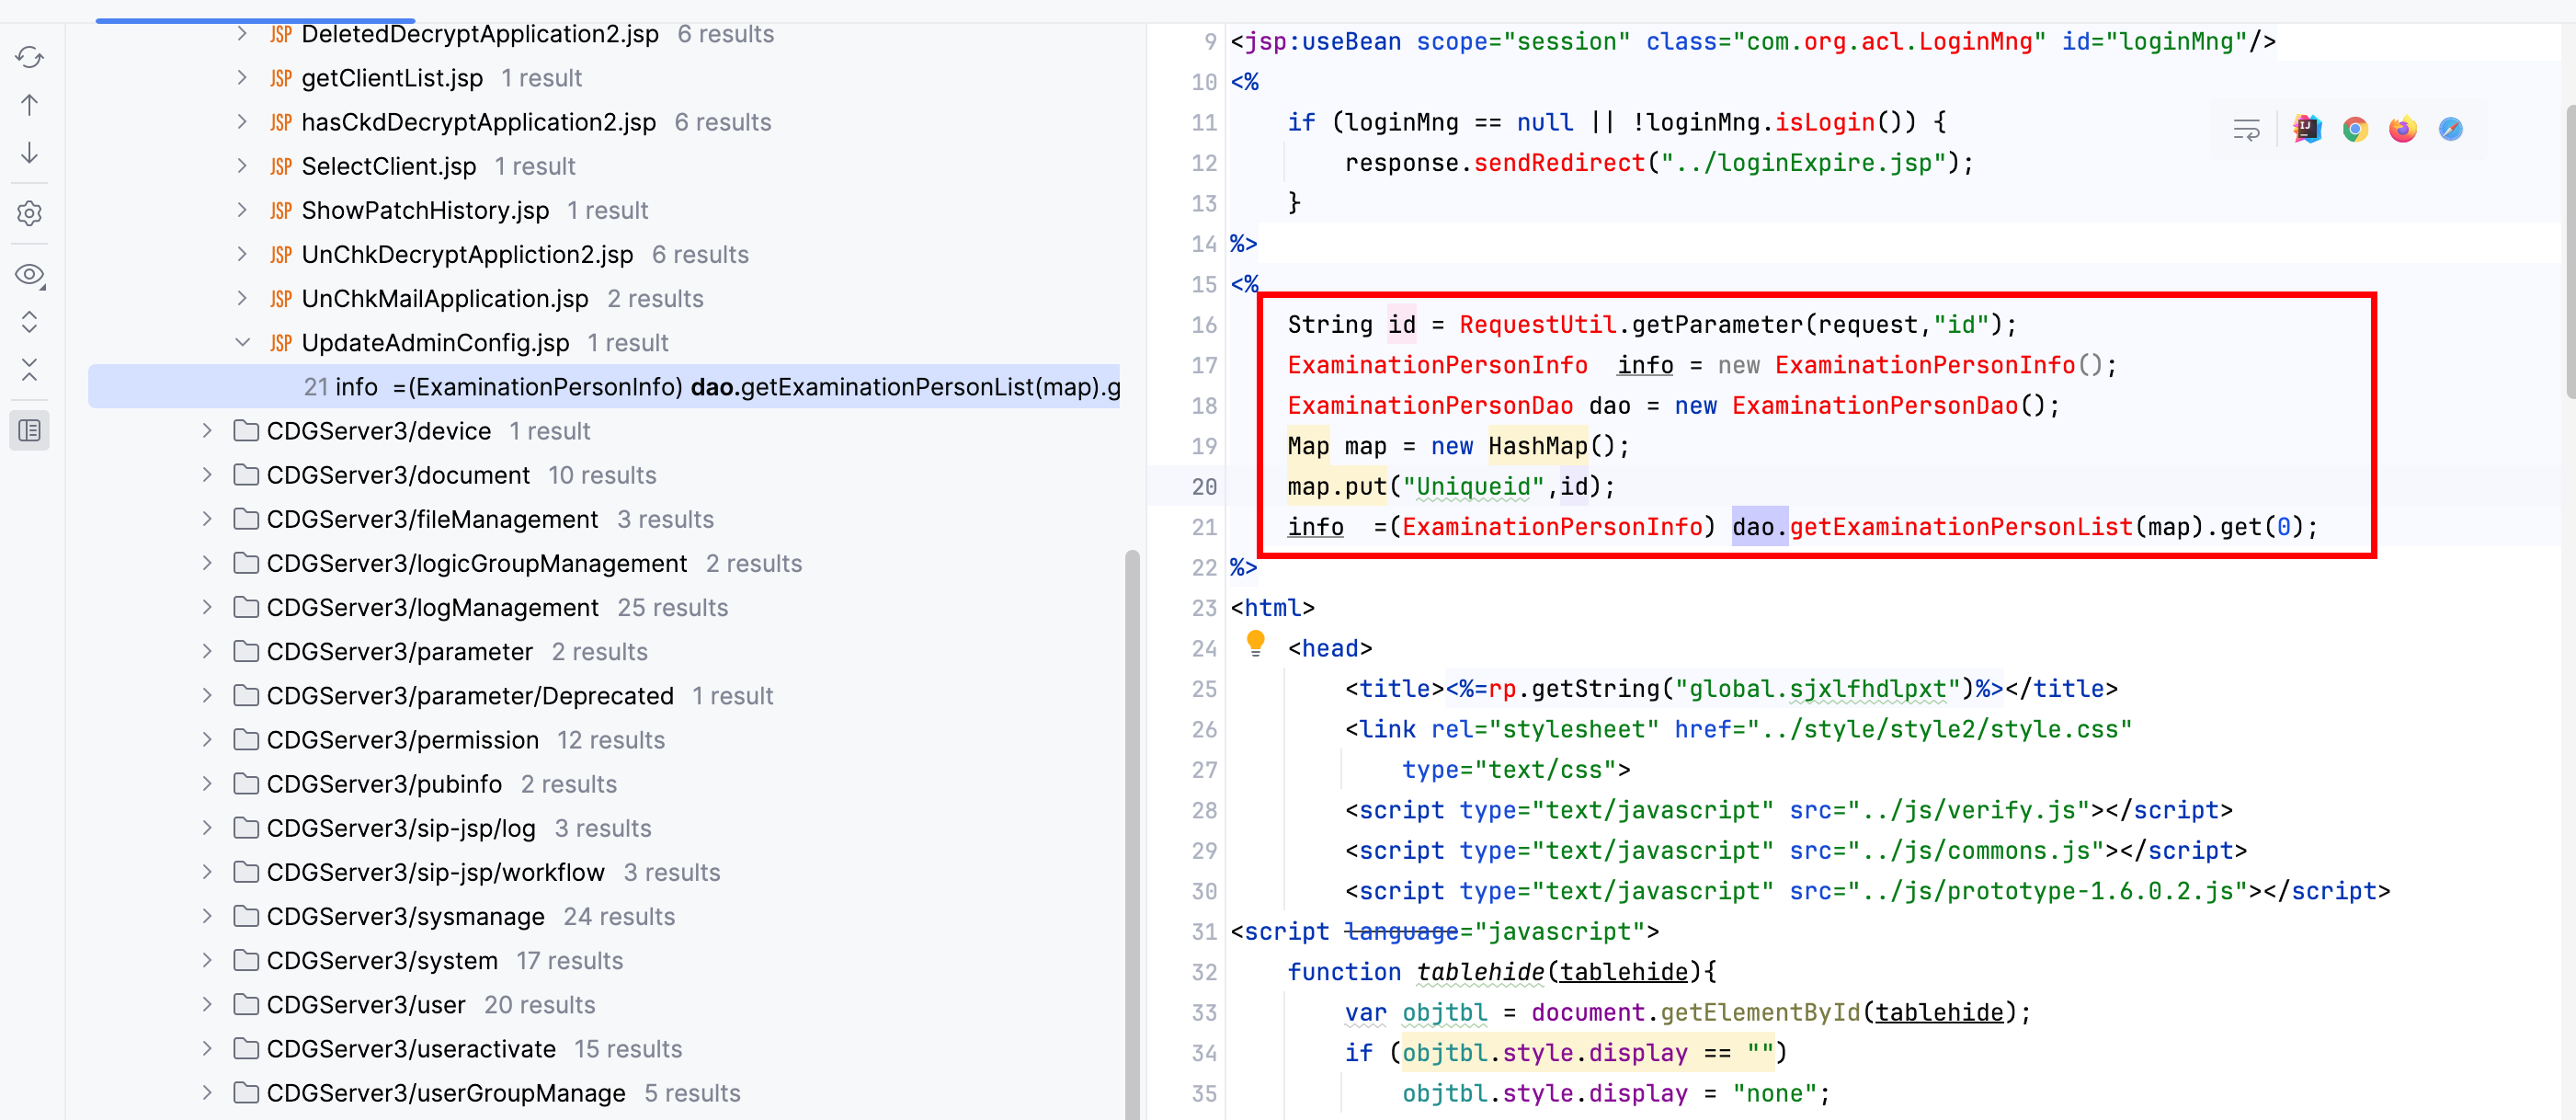 DeletedDecryptApplication2.jsp 6 results
getClientList.jsp 1 result
hasCkdDecryptApplication2.jsp 6 results
SelectClient.jsp 1 result
ShowPatchHistory.jsp 1 result
UnChkDecryptAppliction2.jsp 6 results
UnChkMailApplication.jsp 2 results
UpdateAdminConfig.jsp 1 result
21 info =(ExaminationPersonInfo) dao.getExaminationPersonList(map).g
CDGServer3/device 1 result
CDGServer3/document 10 results
CDGServer3/fileManagement 3 results
CDGServer3/logicGroupManagement 2 results
CDGServer3/logManagement 25 results
CDGServer3/parameter 2 results
CDGServer3/parameter/Deprecated 1 result
CDGServer3/permission 12 results
CDGServer3/pubinfo 2 results
CDGServer3/sip-jsp/log 3 results
CDGServer3/sip-jsp/workflow 3 results
CDGServer3/sysmanage 24 results
CDGServer3/system 17 results
CDGServer3/user 20 results
CDGServer3/useractivate 15 results
CDGServer3/userGroupManage 5 results
9 <jsp:useBean scope="session" class="com.org.acl.LoginMng" id="loginMng"/>
10 <%
11 if (loginMng == null || !loginMng.isLogin()) {
12 response.sendRedirect("../loginExpire.jsp");
13 }
14 %>
15 <%
16 String id = RequestUtil.getParameter(request,"id");
17 ExaminationPersonInfo info = new ExaminationPersonInfo();
18 ExaminationPersonDao dao = new ExaminationPersonDao();
19 Map map = new HashMap();
20 map.put("Uniqueid",id);
21 info =(ExaminationPersonInfo) dao.getExaminationPersonList(map).get(0);
22 %>
23 <html>
24 <head>
25 <title><%=rp.getString("global.sjxlfhdlpxt")%></title>
26 <link rel="stylesheet" href="../style/style2/style.css"
27 type="text/css">
28 <script type="text/javascript" src="../js/verify.js"></script>
29 <script type="text/javascript" src="../js/commons.js"></script>
30 <script type="text/javascript" src="../js/prototype-1.6.0.2.js"></script>
31 <script language="javascript">
32 function tablehide(tablehide){
33 var objtbl = document.getElementById(tablehide);
34 if (objtbl.style.display == "")
35 objtbl.style.display = "none";